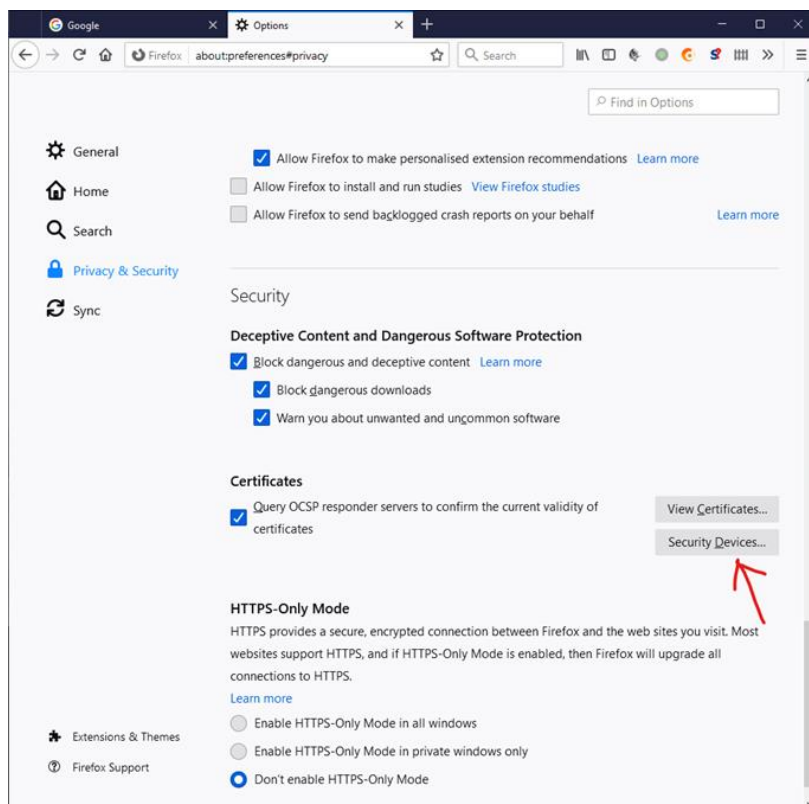 Google
Options
Firefox
about:preferences#privacy
Search
Find in Options
General
Home
Search
Privacy & Security
Sync
Allow Firefox to make personalised extension recommendations Learn more
Allow Firefox to install and run studies View Firefox studies
Allow Firefox to send backlogged crash reports on your behalf Learn more
Security
Deceptive Content and Dangerous Software Protection
Block dangerous and deceptive content Learn more
Block dangerous downloads
Warn you about unwanted and uncommon software
Certificates
Query OCSP responder servers to confirm the current validity of
certificates
View Certificates...
Security Devices...
HTTPS-Only Mode
HTTPS provides a secure, encrypted connection between Firefox and the web sites you visit. Most
websites support HTTPS, and if HTTPS-Only Mode is enabled, then Firefox will upgrade all
connections to HTTPS.
Learn more
Enable HTTPS-Only Mode in all windows
Enable HTTPS-Only Mode in private windows only
Don't enable HTTPS-Only Mode
Extensions & Themes
Firefox Support